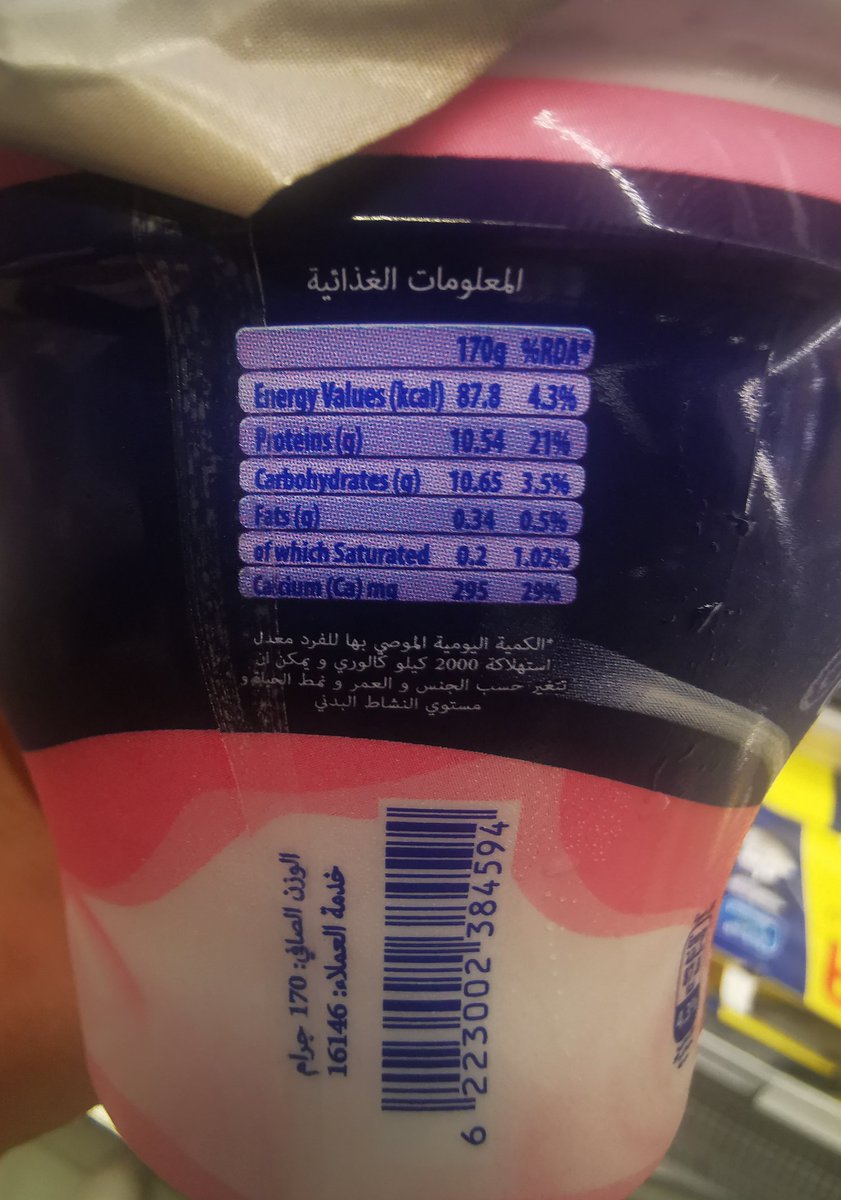 المعلومات الغذائية
170g %RDA*
Energy Values (kcal) 87.8 4.3%
Proteins (g) 10.54 21%
Carbohydrates (g) 10.65 3.5%
Fats (g) 0.34 0.5%
of which Saturated 0.2 1.02%
Calcium (Ca) mg 295 29%
*الكمية اليومية الموصي بها للفرد معدل
استهلاكة 2000 كيلو كالوري و يمكن ان
تتغير حسب الجنس و العمر و نمط الحياة و
مستوي النشاط البدني
الوزن الصافي: 170 جرام
خدمة العملاء: 16146
6 223002 384594